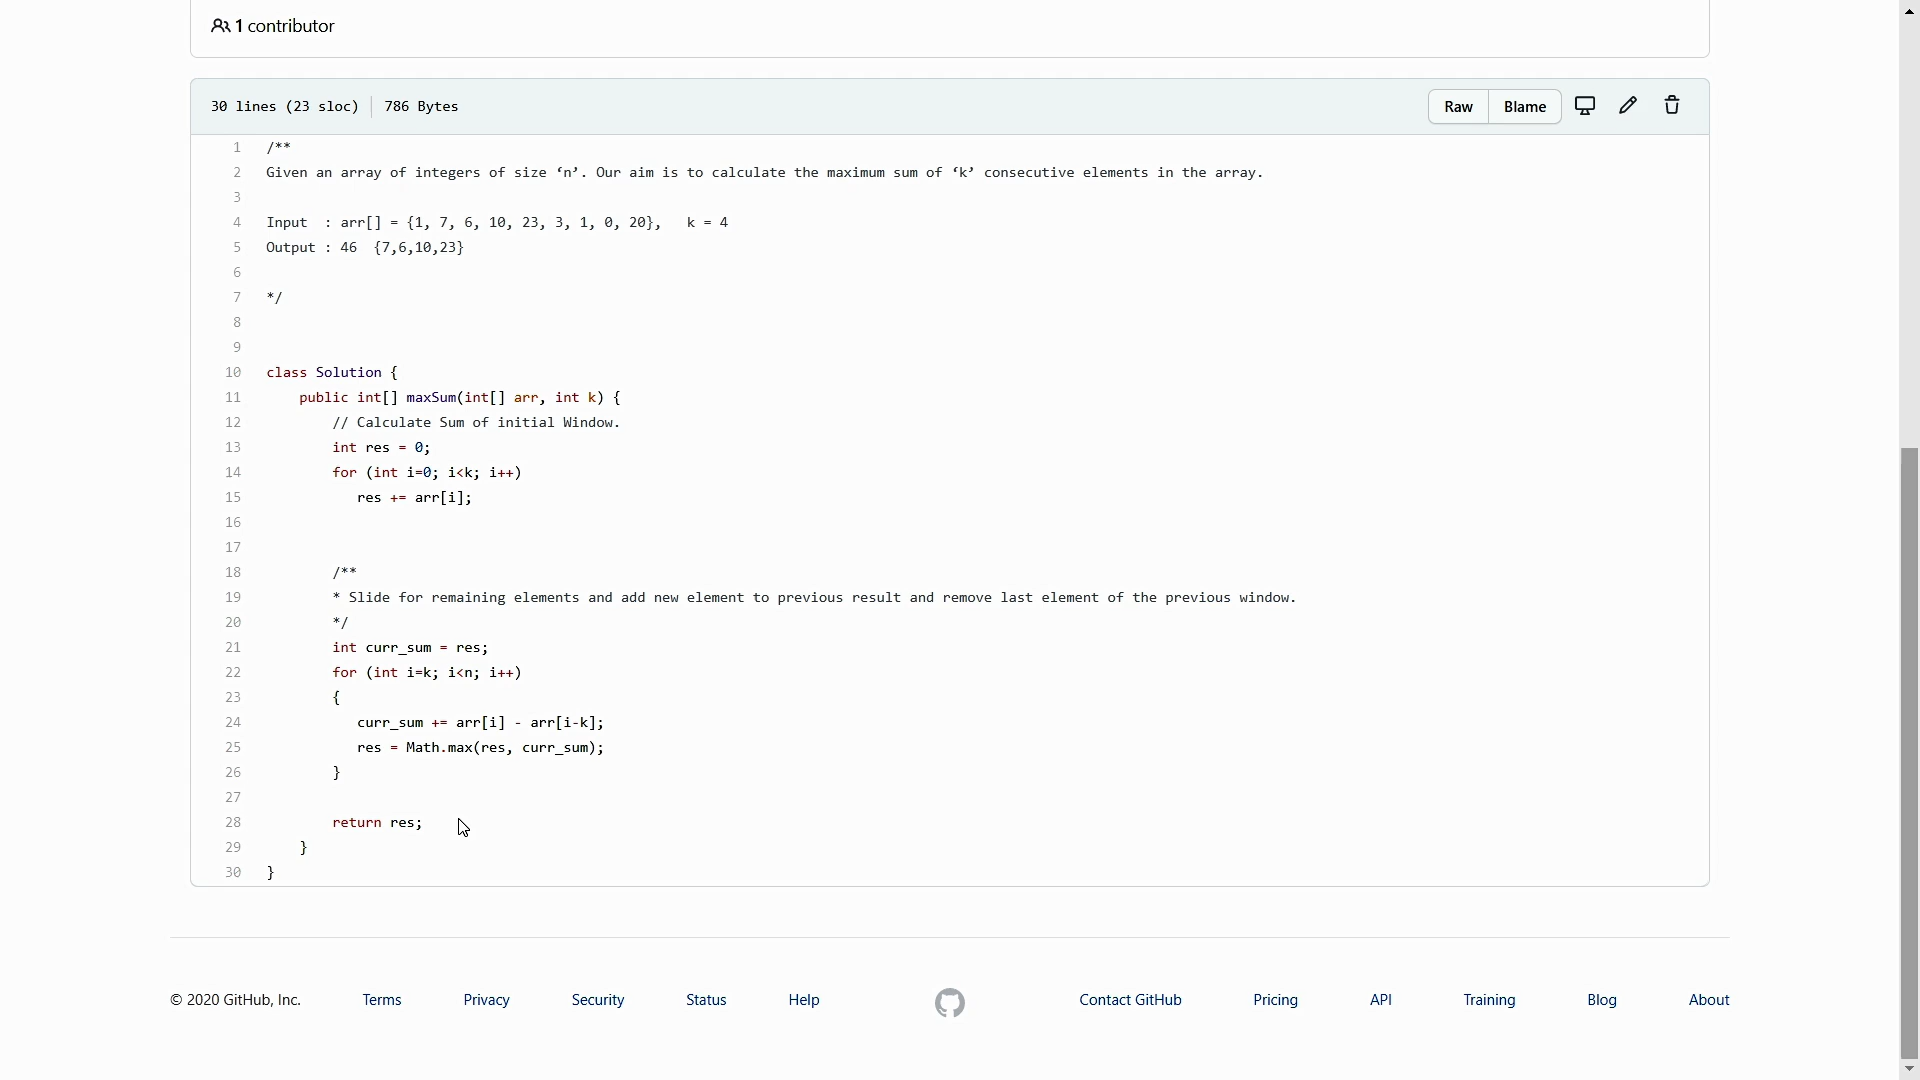 1 contributor
30 lines (23 sloc) 786 Bytes
Raw Blame
1 /**
2 Given an array of integers of size ‘n’. Our aim is to calculate the maximum sum of ‘k’ consecutive elements in the array.
3
4 Input  : arr[] = {1, 7, 6, 10, 23, 3, 1, 0, 20},   k = 4
5 Output : 46  {7,6,10,23}
6
7 */
8
9
10 class Solution {
11     public int[] maxSum(int[] arr, int k) {
12         // Calculate Sum of initial Window.
13         int res = 0;
14         for (int i=0; i<k; i++)
15            res += arr[i];
16
17
18         /**
19         * Slide for remaining elements and add new element to previous result and remove last element of the previous window.
20         */
21         int curr_sum = res;
22         for (int i=k; i<n; i++)
23         {
24            curr_sum += arr[i] - arr[i-k];
25            res = Math.max(res, curr_sum);
26         }
27
28         return res;
29     }
30 }
© 2020 GitHub, Inc. Terms Privacy Security Status Help Contact GitHub Pricing API Training Blog About